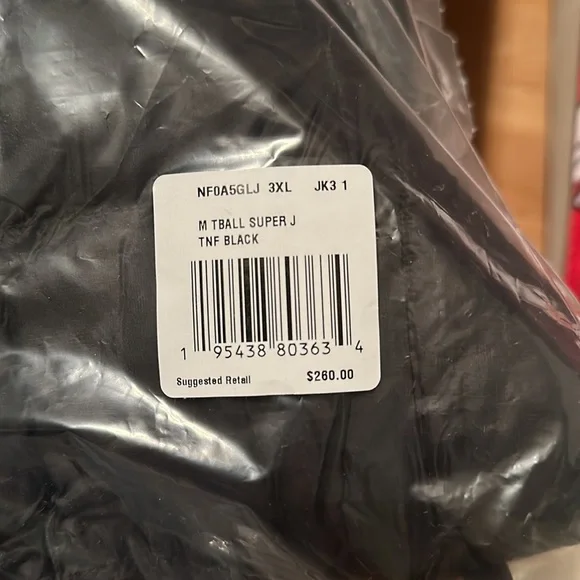 NF0A5GLJ 3XL JK3 1
M TBALL SUPER J
TNF BLACK
1 95438 80363 4
Suggested Retail $260.00